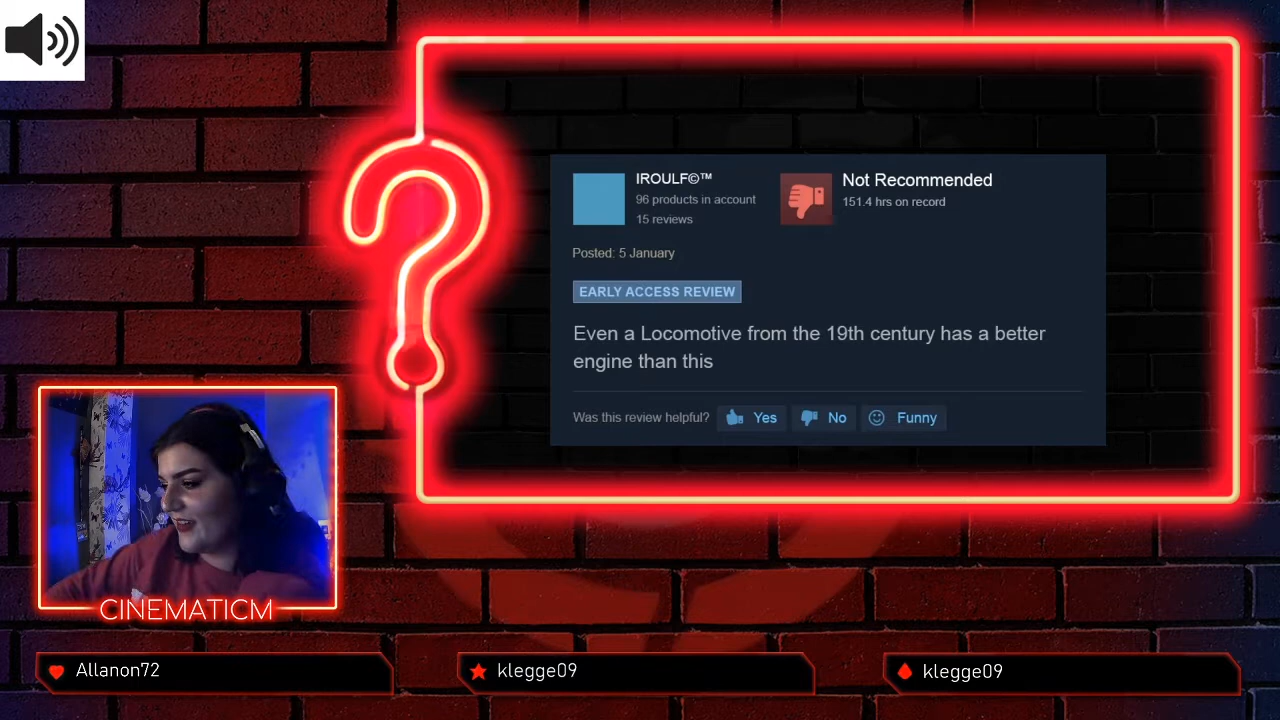 IROULF©™
96 products in account
15 reviews
Not Recommended
151.4 hrs on record
Posted: 5 January
EARLY ACCESS REVIEW
Even a Locomotive from the 19th century has a better
engine than this
Was this review helpful? Yes No Funny
CINEMATICM
Allanon72
klegge09
klegge09